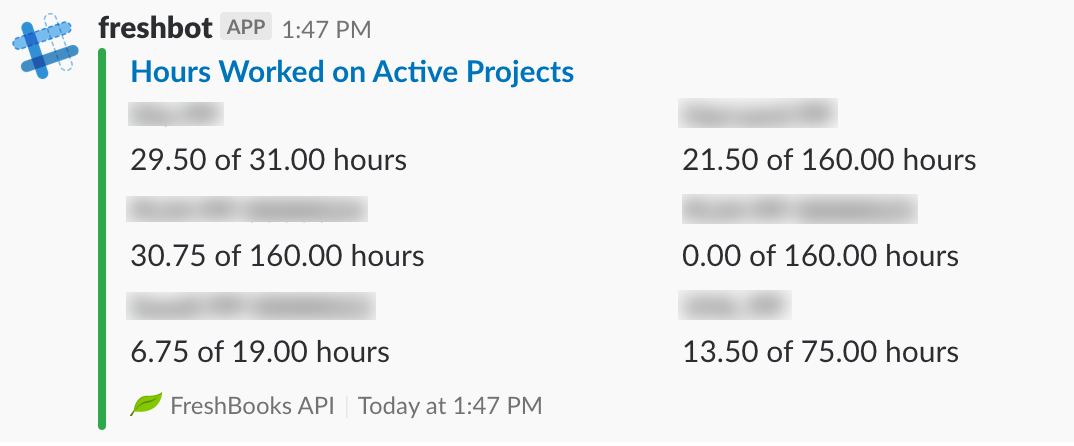 freshbot APP 1:47 PM
Hours Worked on Active Projects
29.50 of 31.00 hours
21.50 of 160.00 hours
30.75 of 160.00 hours
0.00 of 160.00 hours
6.75 of 19.00 hours
13.50 of 75.00 hours
FreshBooks API | Today at 1:47 PM